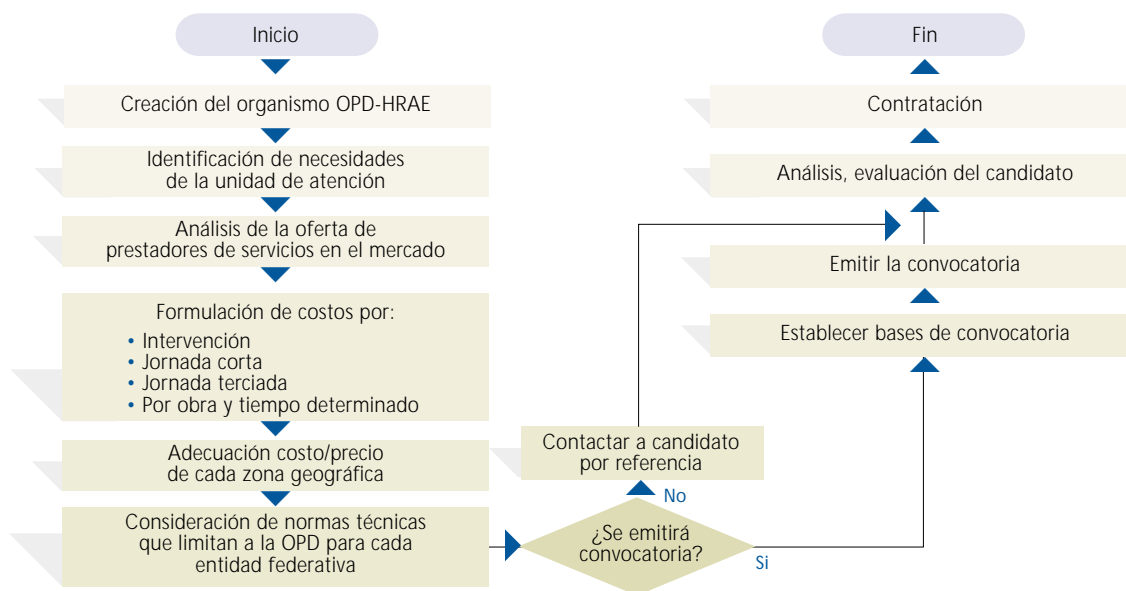 Inicio
Creación del organismo OPD-HRAE
Identificación de necesidades
de la unidad de atención
Análisis de la oferta de
prestadores de servicios en el mercado
Formulación de costos por:
• Intervención
• Jornada corta
• Jornada terciada
• Por obra y tiempo determinado
Adecuación costo/precio
de cada zona geográfica
Consideración de normas técnicas
que limitan a la OPD para cada
entidad federativa
¿Se emitirá
convocatoria?
No
Si
Contactar a candidato
por referencia
Establecer bases de convocatoria
Emitir la convocatoria
Análisis, evaluación del candidato
Contratación
Fin